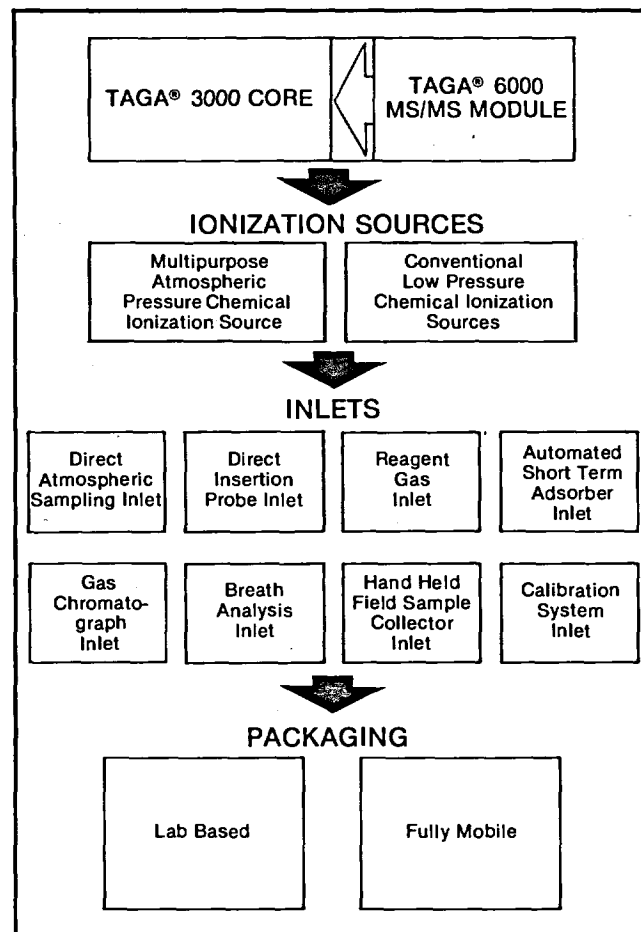 TAGA® 3000 CORE
TAGA® 6000
MS/MS MODULE
IONIZATION SOURCES
Multipurpose
Atmospheric
Pressure Chemical
Ionization Source
Conventional
Low Pressure
Chemical Ionization
Sources
INLETS
Direct
Atmospheric
Sampling Inlet
Direct
Insertion
Probe Inlet
Reagent
Gas
Inlet
Automated
Short Term
Adsorber
Inlet
Gas
Chromato-
graph
Inlet
Breath
Analysis
Inlet
Hand Held
Field Sample
Collector
Inlet
Calibration
System
Inlet
PACKAGING
Lab Based
Fully Mobile